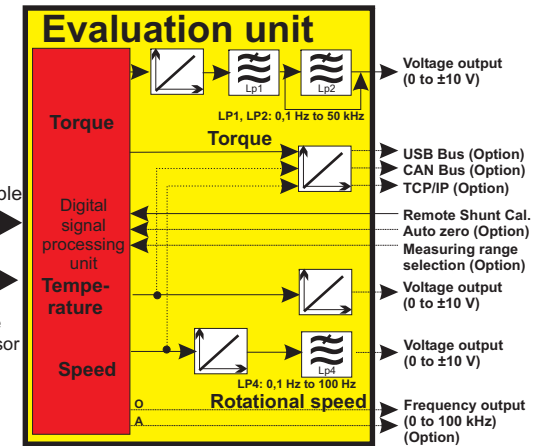 Evaluation unit
Voltage output
(0 to ±10 V)
Lp1
Lp2
LP1, LP2: 0,1 Hz to 50 kHz
Torque
Torque
USB Bus (Option)
CAN Bus (Option)
TCP/IP (Option)
Remote Shunt Cal.
Auto zero (Option)
Measuring range
selection (Option)
Digital
signal
processing
unit
Tempe-
rature
Voltage output
(0 to ±10 V)
Speed
Voltage output
(0 to ±10 V)
Lp4
LP4: 0,1 Hz to 100 Hz
Rotational speed
O
A
Frequency output
(0 to 100 kHz)
(Option)